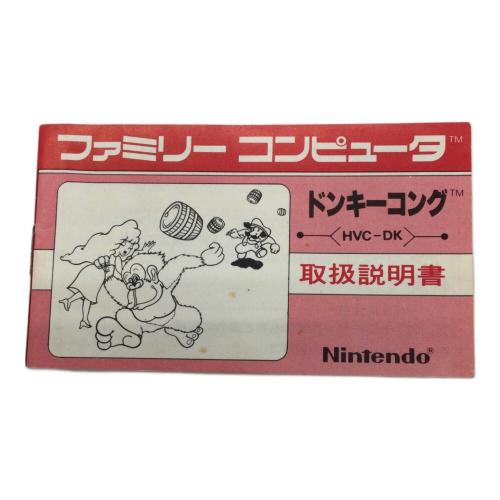 ファミリー コンピュータ™
ドンキーコング™
HVC-DK
取扱説明書
Nintendo®